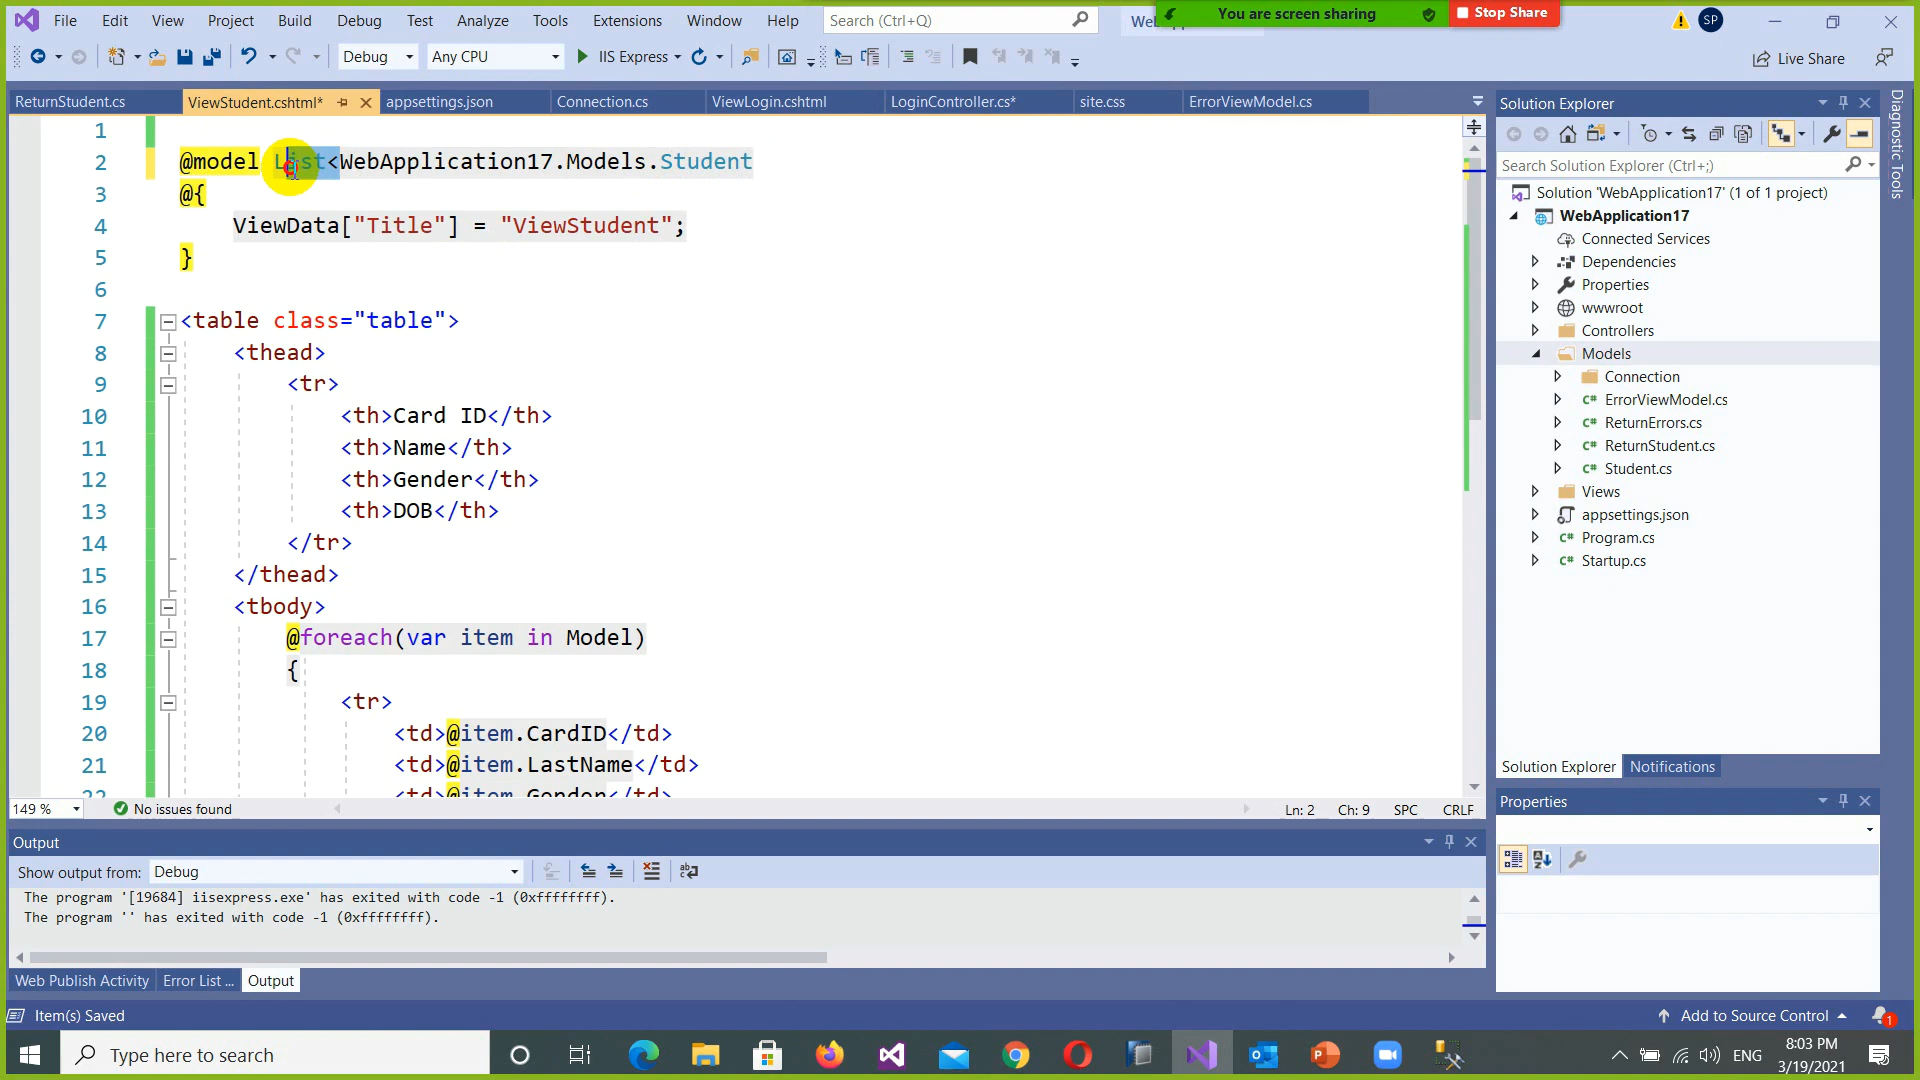 File Edit View Project Build Debug Test Analyze Tools Extensions Window Help Search (Ctrl+Q) You are screen sharing Stop Share SP
Debug Any CPU IIS Express Live Share
ReturnStudent.cs ViewStudent.cshtml* appsettings.json Connection.cs ViewLogin.cshtml LoginController.cs* site.css ErrorViewModel.cs
1
2 @model List<WebApplication17.Models.Student
3 @{
4 ViewData["Title"] = "ViewStudent";
5 }
6
7 <table class="table">
8 <thead>
9 <tr>
10 <th>Card ID</th>
11 <th>Name</th>
12 <th>Gender</th>
13 <th>DOB</th>
14 </tr>
15 </thead>
16 <tbody>
17 @foreach(var item in Model)
18 {
19 <tr>
20 <td>@item.CardID</td>
21 <td>@item.LastName</td>
22 <td>@item.Gender</td>
149 % No issues found Ln: 2 Ch: 9 SPC CRLF
Output
Show output from: Debug
The program '[19684] iisexpress.exe' has exited with code -1 (0xffffffff).
The program '' has exited with code -1 (0xffffffff).
Web Publish Activity Error List ... Output
Solution Explorer
Search Solution Explorer (Ctrl+;)
Solution 'WebApplication17' (1 of 1 project)
WebApplication17
Connected Services
Dependencies
Properties
wwwroot
Controllers
Models
Connection
C# ErrorViewModel.cs
C# ReturnErrors.cs
C# ReturnStudent.cs
C# Student.cs
Views
appsettings.json
C# Program.cs
C# Startup.cs
Solution Explorer Notifications
Properties
Diagnostic Tools
Item(s) Saved Add to Source Control 1
Type here to search ENG 8:03 PM
3/19/2021